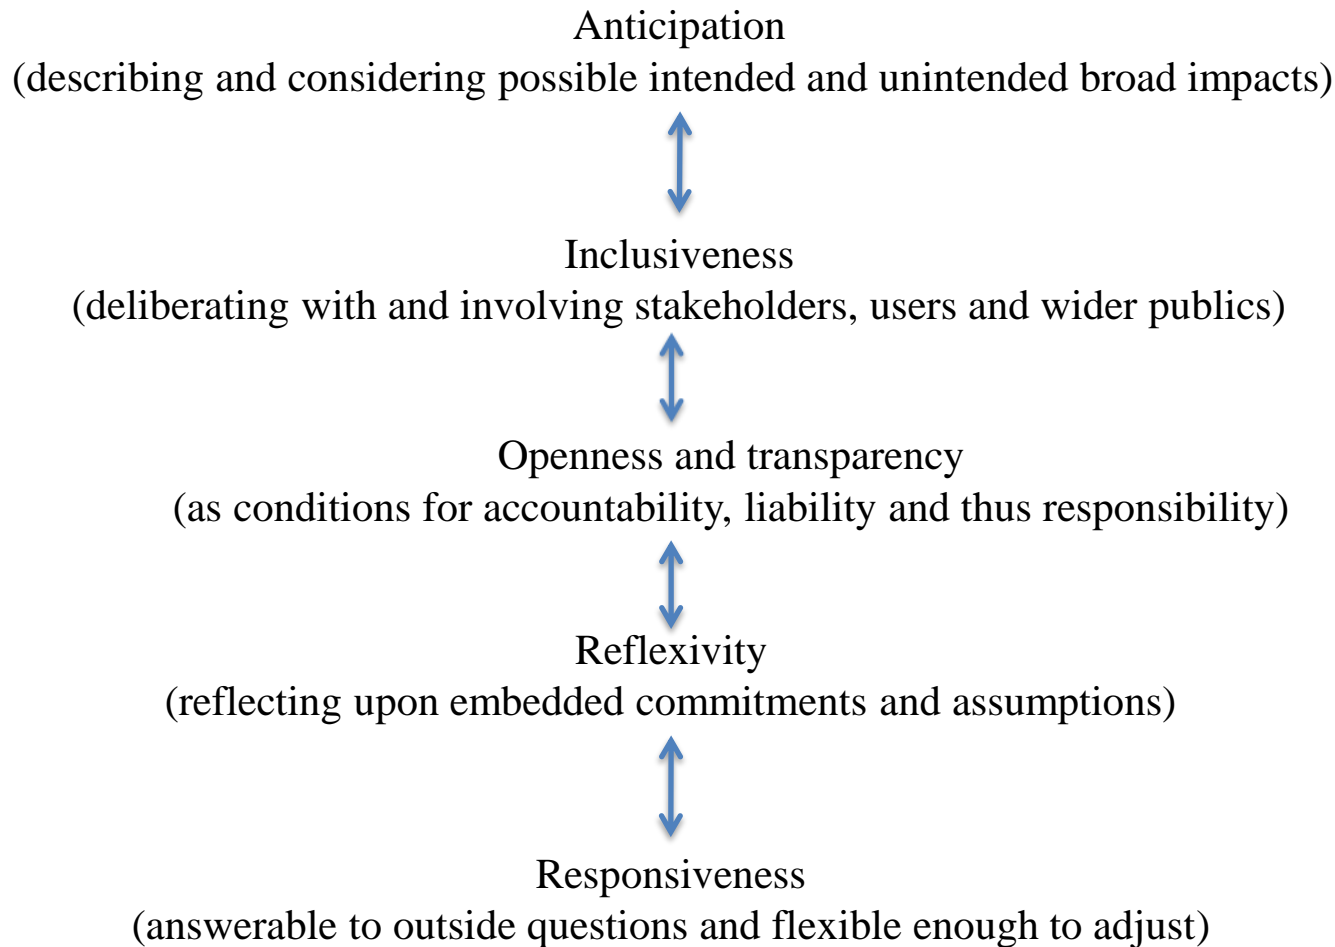 Anticipation
(describing and considering possible intended and unintended broad impacts)
Inclusiveness
(deliberating with and involving stakeholders, users and wider publics)
Openness and transparency
(as conditions for accountability, liability and thus responsibility)
Reflexivity
(reflecting upon embedded commitments and assumptions)
Responsiveness
(answerable to outside questions and flexible enough to adjust)